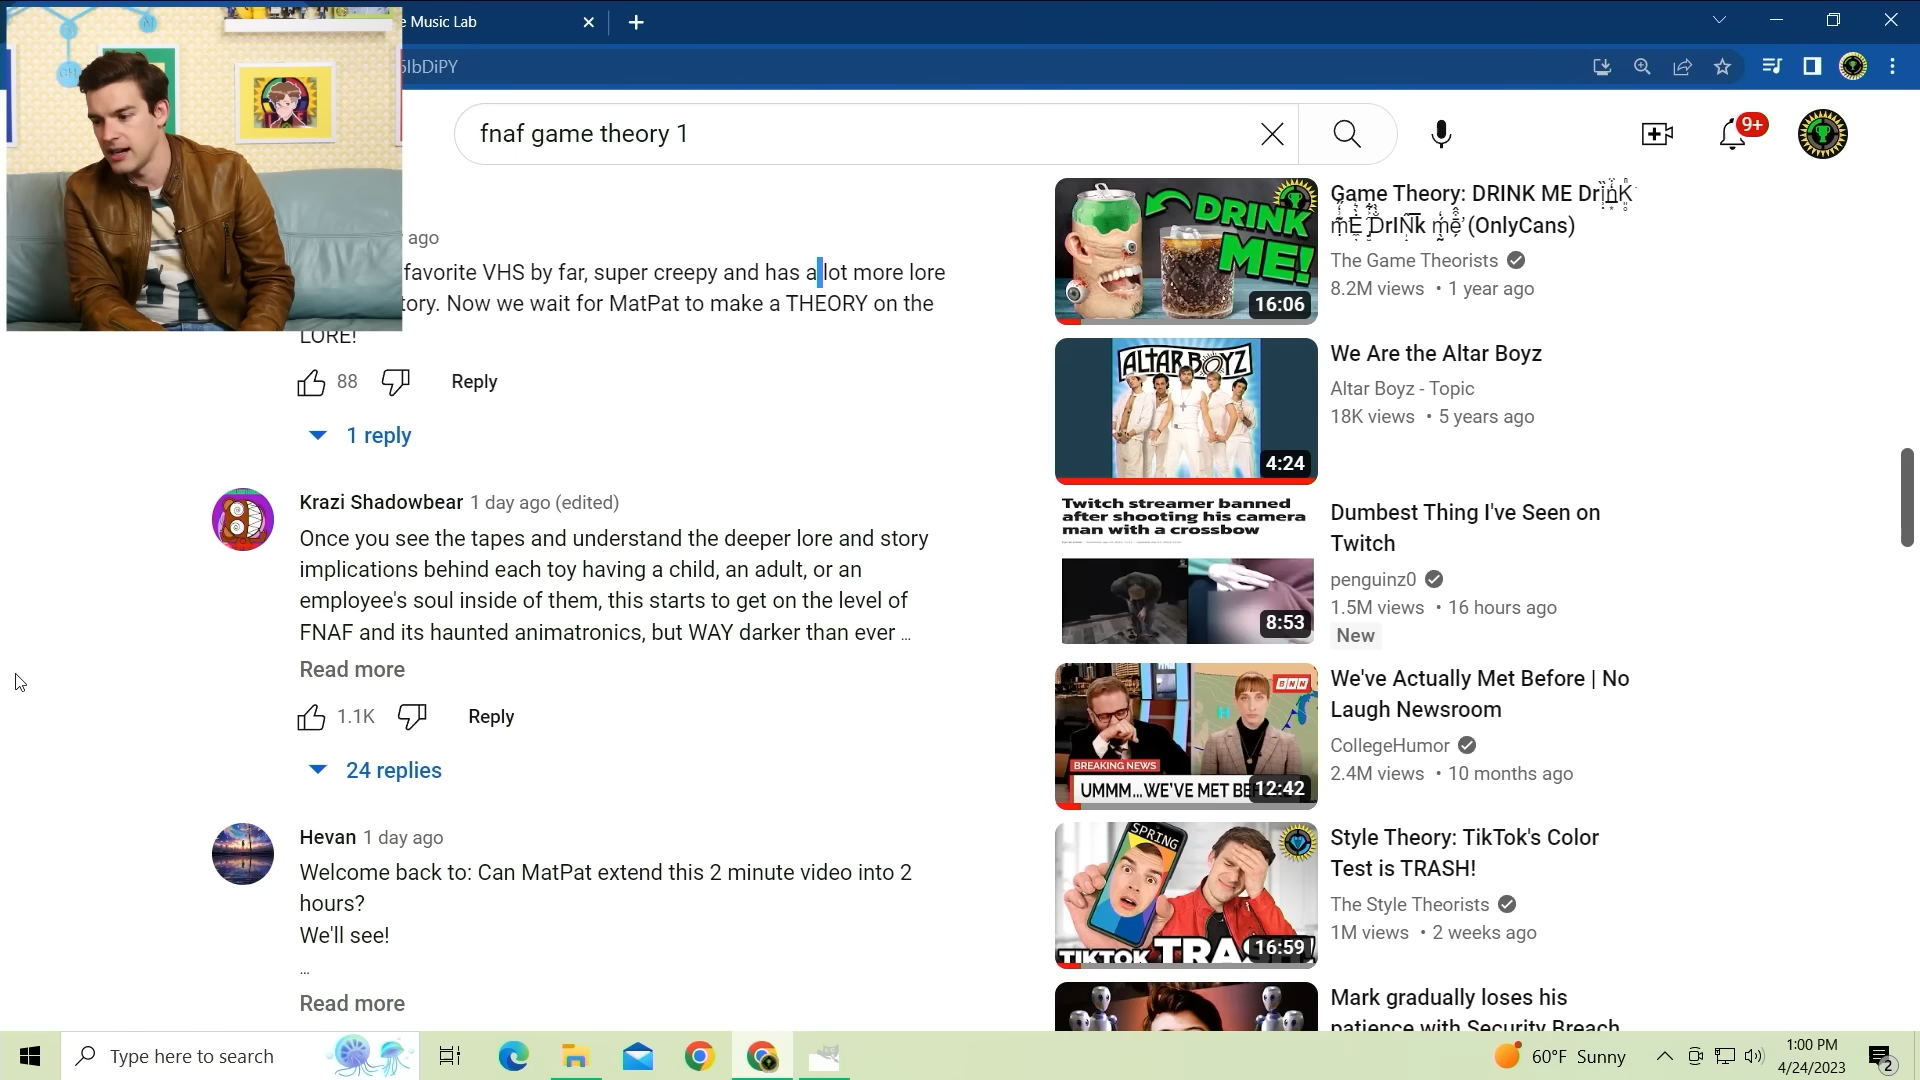 e Music Lab
5IbDiPY
fnaf game theory 1
9+
ago
favorite VHS by far, super creepy and has a lot more lore
tory. Now we wait for MatPat to make a THEORY on the
LORE!
88
Reply
1 reply
Krazi Shadowbear 1 day ago (edited)
Once you see the tapes and understand the deeper lore and story
implications behind each toy having a child, an adult, or an
employee's soul inside of them, this starts to get on the level of
FNAF and its haunted animatronics, but WAY darker than ever ...
Read more
1.1K
Reply
24 replies
Hevan 1 day ago
Welcome back to: Can MatPat extend this 2 minute video into 2
hours?
We'll see!
...
Read more
DRINK
ME!
16:06
Game Theory: DRINK ME DrinK
mE DrINk mê (OnlyCans)
The Game Theorists
8.2M views • 1 year ago
ALTAR BOYZ
4:24
We Are the Altar Boyz
Altar Boyz - Topic
18K views • 5 years ago
Twitch streamer banned
after shooting his camera
man with a crossbow
8:53
Dumbest Thing I've Seen on
Twitch
penguinz0
1.5M views • 16 hours ago
New
BNN
BREAKING NEWS
UMMM...WE'VE MET BEF
12:42
We've Actually Met Before | No
Laugh Newsroom
CollegeHumor
2.4M views • 10 months ago
SPRING
TIKTOK TRASH!
16:59
Style Theory: TikTok's Color
Test is TRASH!
The Style Theorists
1M views • 2 weeks ago
Mark gradually loses his
patience with Security Breach
Type here to search
60°F Sunny
1:00 PM
4/24/2023
2